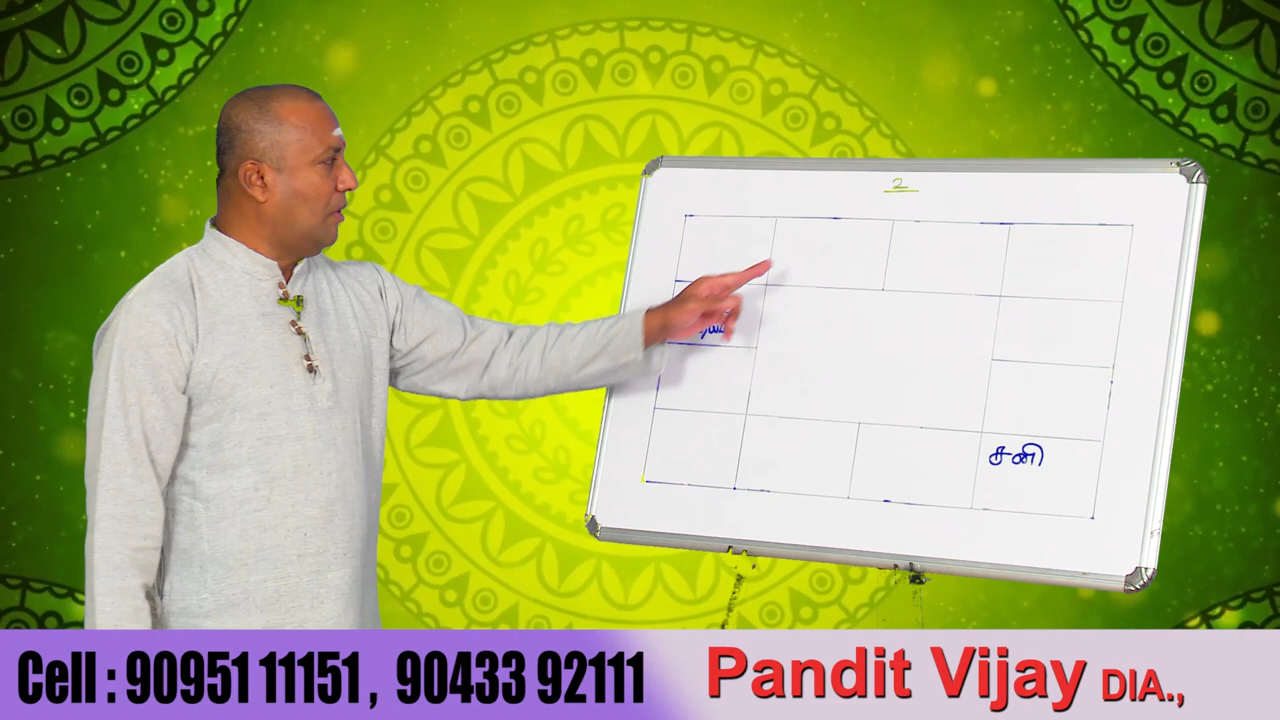 2
சனி
Cell : 90951 11151 , 90433 92111
Pandit Vijay DIA.,